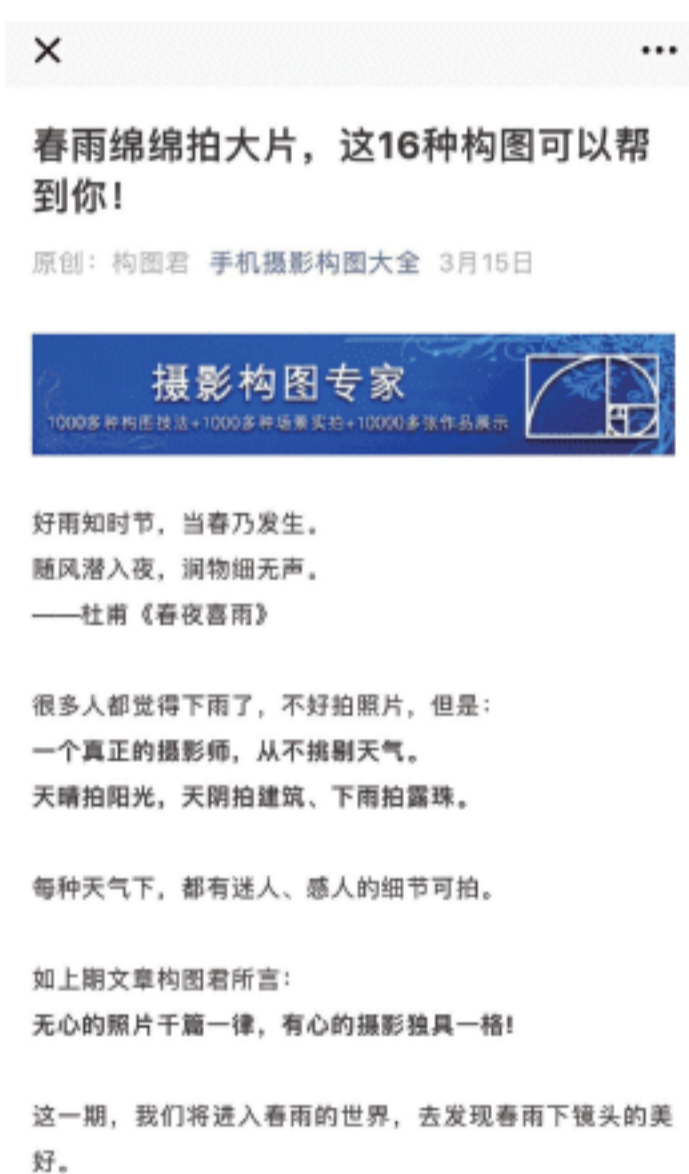 春雨绵绵拍大片，这16种构图可以帮
到你！
原创：构图君 手机摄影构图大全 3月15日
摄影构图专家
1000多种构图技法+1000多种场景实拍+10000多张作品展示
好雨知时节，当春乃发生。
随风潜入夜，润物细无声。
——杜甫《春夜喜雨》
很多人都觉得下雨了，不好拍照片，但是：
一个真正的摄影师，从不挑剔天气。
天晴拍阳光，天阴拍建筑、下雨拍露珠。
每种天气下，都有迷人、感人的细节可拍。
如上期文章构图君所言：
无心的照片千篇一律，有心的摄影独具一格！
这一期，我们将进入春雨的世界，去发现春雨下镜头的美
好。